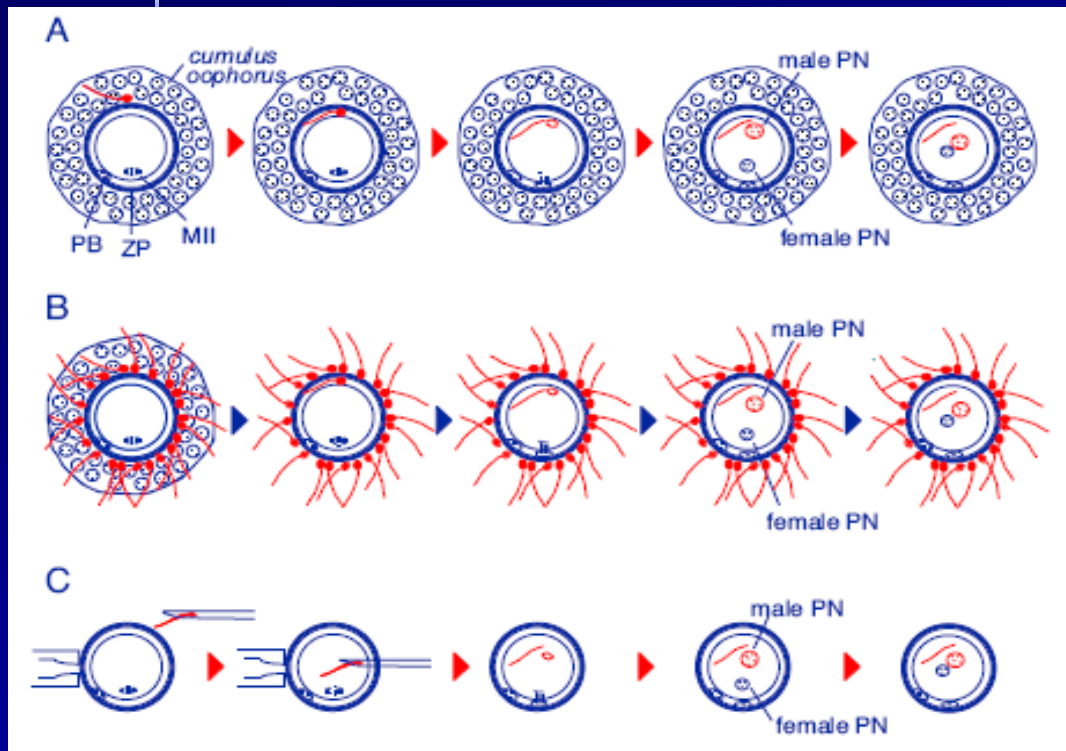 A
cumulus
oophorus
male PN
PB
ZP
MII
female PN
B
male PN
female PN
C
male PN
female PN